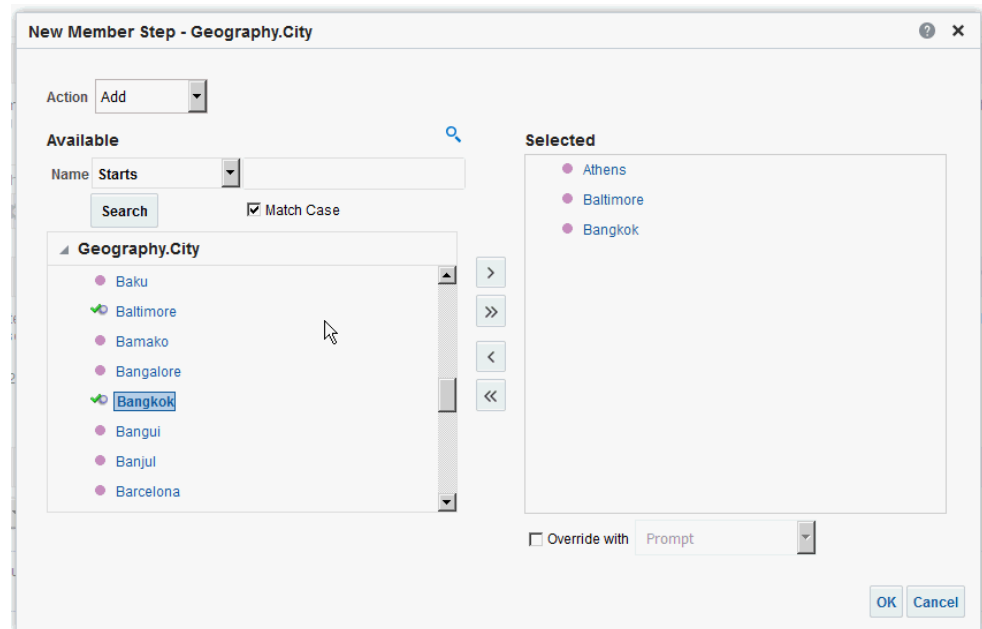 New Member Step - Geography.City
Action Add
Available
Name Starts
Search
Match Case
Geography.City
Baku
Baltimore
Bamako
Bangalore
Bangkok
Bangui
Banjul
Barcelona
Selected
Athens
Baltimore
Bangkok
Override with Prompt
OK Cancel